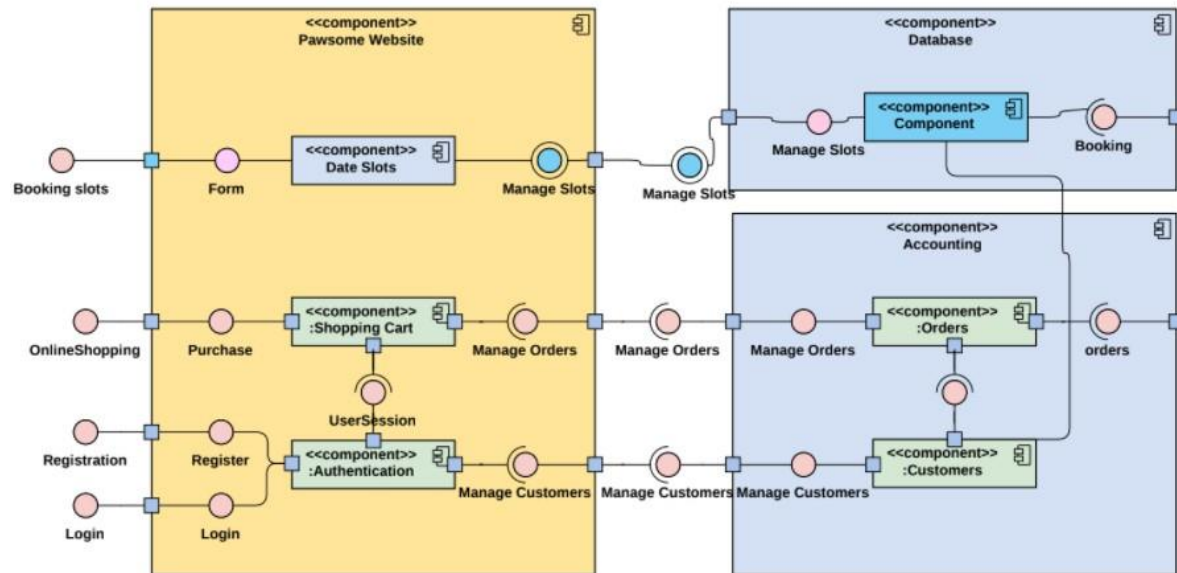 <<component>>
Pawsome Website
<<component>>
Database
<<component>>
Component
Manage Slots
Booking
<<component>>
Date Slots
Booking slots
Form
Manage Slots
Manage Slots
<<component>>
Accounting
<<component>>
:Shopping Cart
<<component>>
:Orders
OnlineShopping
Purchase
Manage Orders
Manage Orders
Manage Orders
orders
UserSession
Registration
Register
<<component>>
:Authentication
Manage Customers
Manage Customers
Manage Customers
<<component>>
:Customers
Login
Login